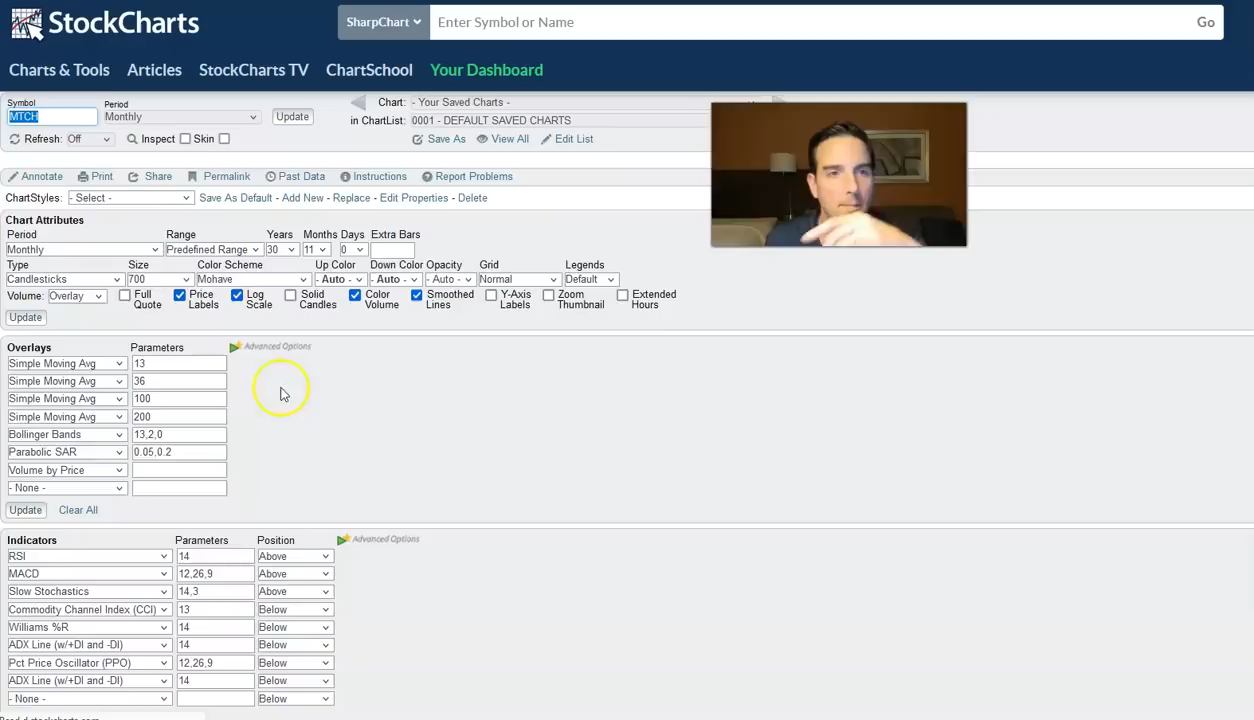 StockCharts
SharpChart Enter Symbol or Name Go
Charts & Tools Articles StockCharts TV ChartSchool Your Dashboard
Symbol Period
MTCH Monthly Update
Chart: - Your Saved Charts -
in ChartList: 0001 - DEFAULT SAVED CHARTS
Refresh: Off Inspect Skin
Save As View All Edit List
Annotate Print Share Permalink Past Data Instructions Report Problems
ChartStyles: - Select - Save As Default - Add New - Replace - Edit Properties - Delete
Chart Attributes
Period Range Years Months Days Extra Bars
Monthly Predefined Range 30 11 0
Type Size Color Scheme Up Color Down Color Opacity Grid Legends
Candlesticks 700 Mohave - Auto - - Auto - - Auto - Normal Default
Volume: Overlay Full Quote Price Labels Log Scale Solid Candles Color Volume Smoothed Lines Y-Axis Labels Zoom Thumbnail Extended Hours
Update
Overlays Parameters Advanced Options
Simple Moving Avg 13
Simple Moving Avg 36
Simple Moving Avg 100
Simple Moving Avg 200
Bollinger Bands 13,2,0
Parabolic SAR 0.05,0.2
Volume by Price
- None -
Update Clear All
Indicators Parameters Position Advanced Options
RSI 14 Above
MACD 12,26,9 Above
Slow Stochastics 14,3 Above
Commodity Channel Index (CCI) 13 Below
Williams %R 14 Below
ADX Line (w/+DI and -DI) 14 Below
Pct Price Oscillator (PPO) 12,26,9 Below
ADX Line (w/+DI and -DI) 14 Below
- None - Below